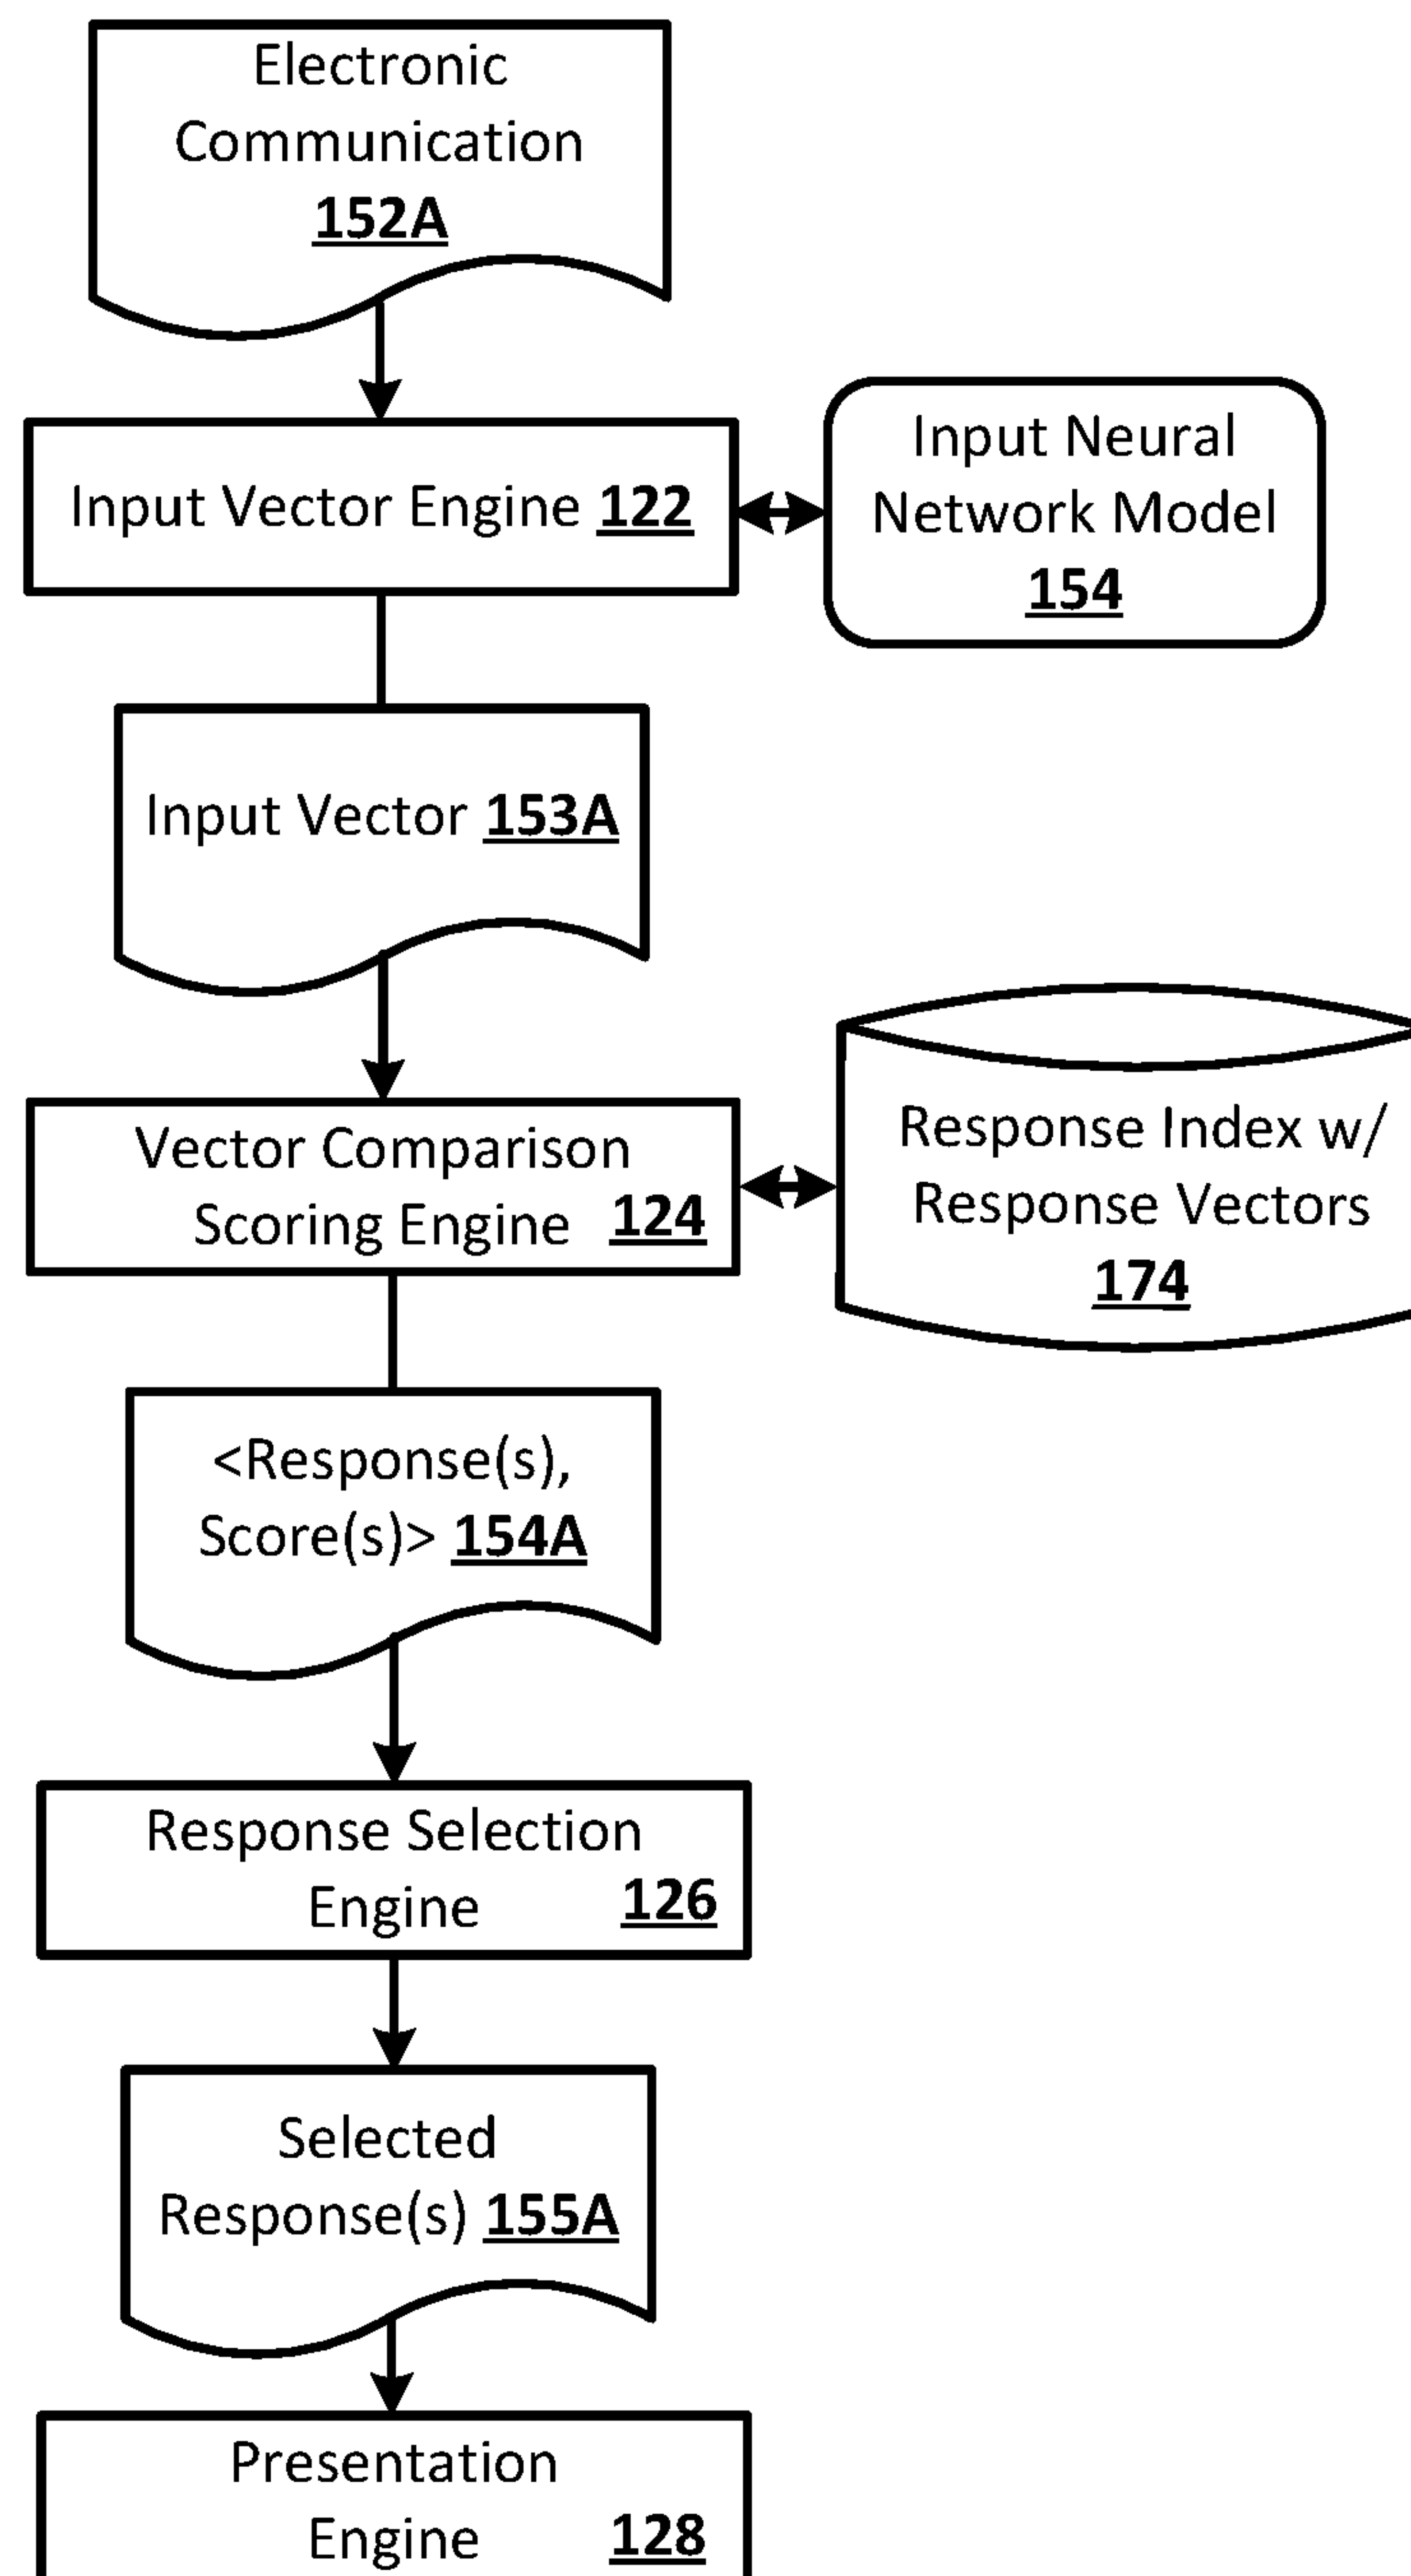 Electronic
Communication
152A
Input Vector Engine 122
Input Neural
Network Model
154
Input Vector 153A
Vector Comparison
Scoring Engine 124
Response Index w/
Response Vectors
174
<Response(s),
Score(s)> 154A
Response Selection
Engine 126
Selected
Response(s) 155A
Presentation
Engine 128